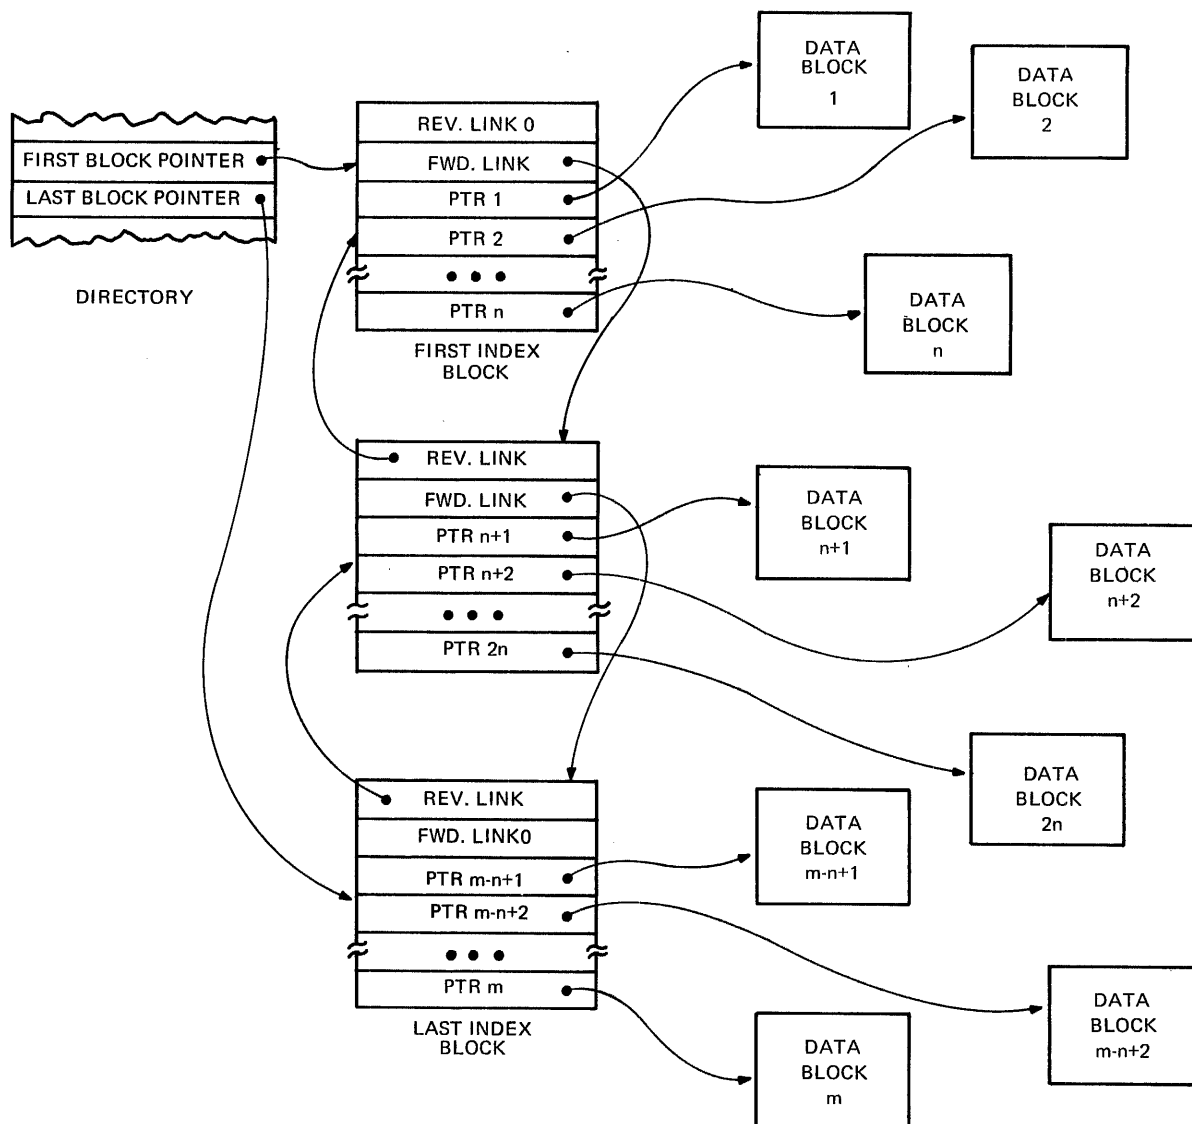 FIRST BLOCK POINTER
LAST BLOCK POINTER
DIRECTORY
REV. LINK 0
FWD. LINK
PTR 1
PTR 2
• • •
PTR n
FIRST INDEX
BLOCK
DATA
BLOCK
1
DATA
BLOCK
2
DATA
BLOCK
n
REV. LINK
FWD. LINK
PTR n+1
PTR n+2
• • •
PTR 2n
DATA
BLOCK
n+1
DATA
BLOCK
n+2
DATA
BLOCK
2n
REV. LINK
FWD. LINK0
PTR m-n+1
PTR m-n+2
• • •
PTR m
LAST INDEX
BLOCK
DATA
BLOCK
m-n+1
DATA
BLOCK
m-n+2
DATA
BLOCK
m